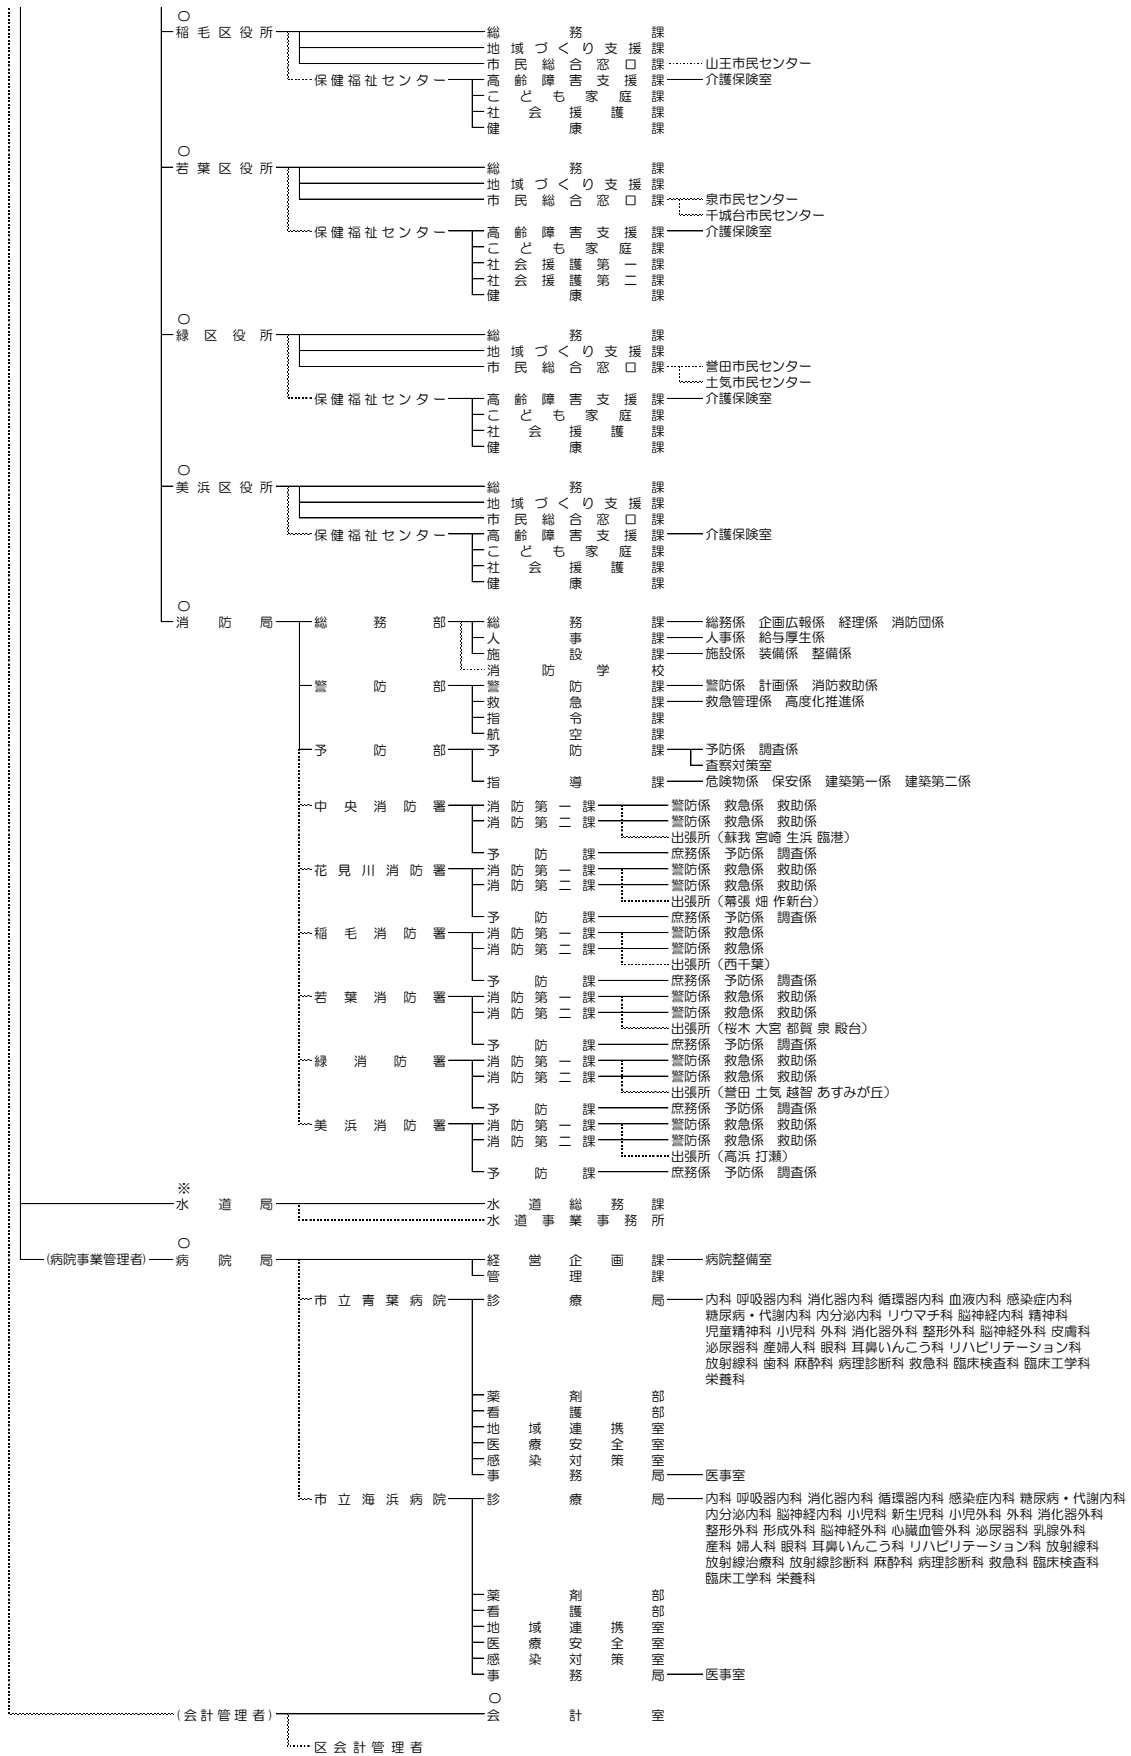 ○
稲毛区役所 総務課
地域づくり支援課
市民総合窓口課 山王市民センター
保健福祉センター 高齢障害支援課 介護保険室
こども家庭課
社会援護課
健康課
○
若葉区役所 総務課
地域づくり支援課
市民総合窓口課 泉市民センター
千城台市民センター
保健福祉センター 高齢障害支援課 介護保険室
こども家庭課
社会援護第一課
社会援護第二課
健康課
○
緑区役所 総務課
地域づくり支援課
市民総合窓口課 誉田市民センター
土気市民センター
保健福祉センター 高齢障害支援課 介護保険室
こども家庭課
社会援護課
健康課
○
美浜区役所 総務課
地域づくり支援課
市民総合窓口課
保健福祉センター 高齢障害支援課 介護保険室
こども家庭課
社会援護課
健康課
○
消防局 総務部 総務課 総務係 企画広報係 経理係 消防団係
人事課 人事係 給与厚生係
施設課 施設係 装備係 整備係
消防学校
警防部 警防課 警防係 計画係 消防救助係
救急課 救急管理係 高度化推進係
指令課
航空課
予防部 予防課 予防係 調査係
査察対策室
指導課 危険物係 保安係 建築第一係 建築第二係
中央消防署 消防第一課 警防係 救急係 救助係
消防第二課 警防係 救急係 救助係
出張所（蘇我 宮崎 生浜 臨港）
予防課 庶務係 予防係 調査係
花見川消防署 消防第一課 警防係 救急係 救助係
消防第二課 警防係 救急係 救助係
出張所（幕張 畑 作新台）
予防課 庶務係 予防係 調査係
稲毛消防署 消防第一課 警防係 救急係
消防第二課 警防係 救急係
出張所（西千葉）
予防課 庶務係 予防係 調査係
若葉消防署 消防第一課 警防係 救急係 救助係
消防第二課 警防係 救急係 救助係
出張所（桜木 大宮 都賀 泉 殿台）
予防課 庶務係 予防係 調査係
緑消防署 消防第一課 警防係 救急係 救助係
消防第二課 警防係 救急係 救助係
出張所（誉田 土気 越智 あすみが丘）
予防課 庶務係 予防係 調査係
美浜消防署 消防第一課 警防係 救急係 救助係
消防第二課 警防係 救急係 救助係
出張所（高浜 打瀬）
予防課 庶務係 予防係 調査係
※
水道局 水道総務課
水道事業事務所
○
(病院事業管理者) 病院局 経営企画課 病院整備室
管理課
市立青葉病院 診療局 内科 呼吸器内科 消化器内科 循環器内科 血液内科 感染症内科
糖尿病・代謝内科 内分泌内科 リウマチ科 脳神経内科 精神科
児童精神科 小児科 外科 消化器外科 整形外科 脳神経外科 皮膚科
泌尿器科 産婦人科 眼科 耳鼻いんこう科 リハビリテーション科
放射線科 歯科 麻酔科 病理診断科 救急科 臨床検査科 臨床工学科
栄養科
薬剤部
看護部
地域連携室
医療安全室
感染対策室
事務局 医事室
市立海浜病院 診療局 内科 呼吸器内科 消化器内科 循環器内科 感染症内科 糖尿病・代謝内科
内分泌内科 脳神経内科 小児科 新生児科 小児外科 外科 消化器外科
整形外科 形成外科 脳神経外科 心臓血管外科 泌尿器科 乳腺外科
産科 婦人科 眼科 耳鼻いんこう科 リハビリテーション科 放射線科
放射線治療科 放射線診断科 麻酔科 病理診断科 救急科 臨床検査科
臨床工学科 栄養科
薬剤部
看護部
地域連携室
医療安全室
感染対策室
事務局 医事室
○
(会計管理者) 会計室
区会計管理者